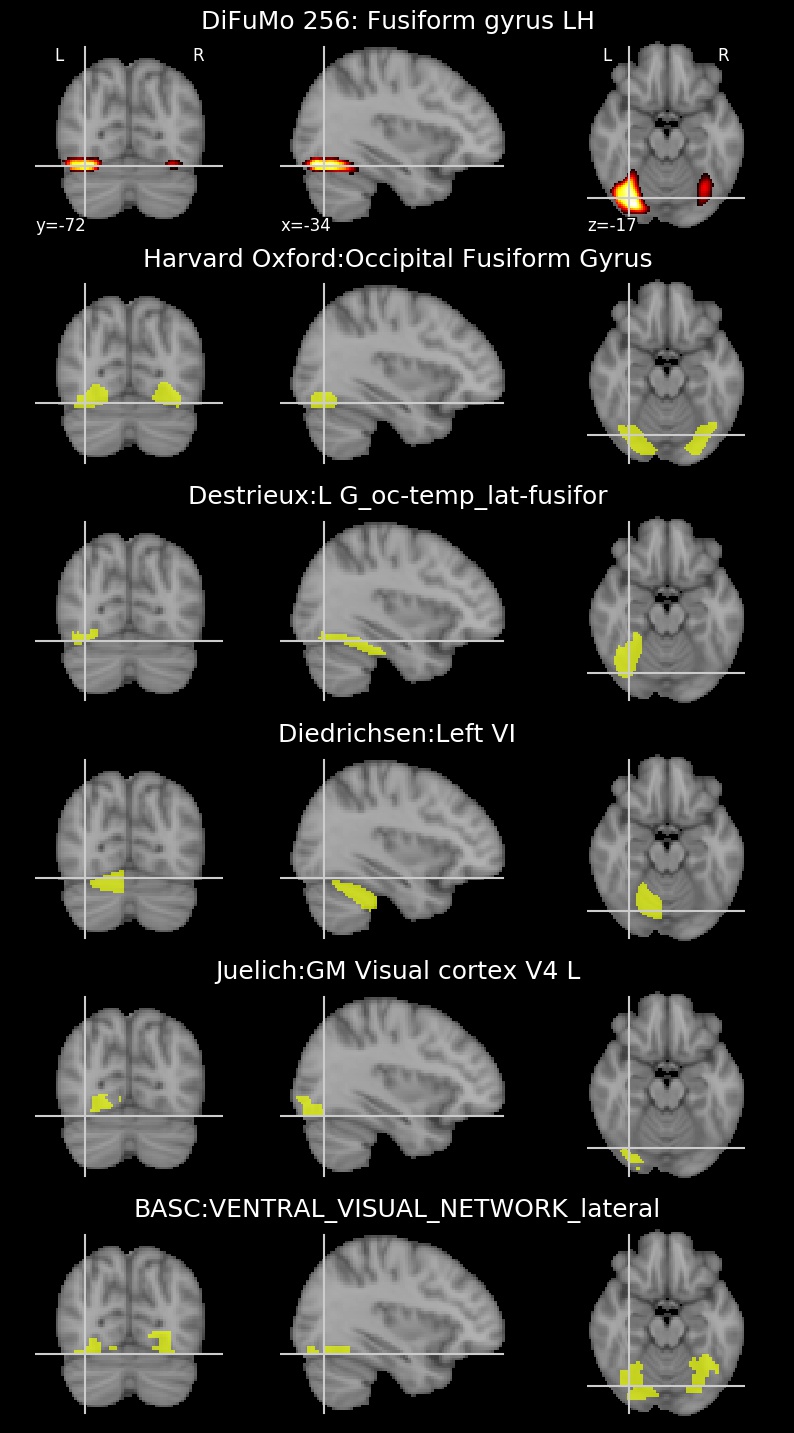 DiFuMo 256: Fusiform gyrus LH
L R L R
y=-72 x=-34 z=-17
Harvard Oxford:Occipital Fusiform Gyrus
Destrieux:L G_oc-temp_lat-fusifor
Diedrichsen:Left VI
Juelich:GM Visual cortex V4 L
BASC:VENTRAL_VISUAL_NETWORK_lateral